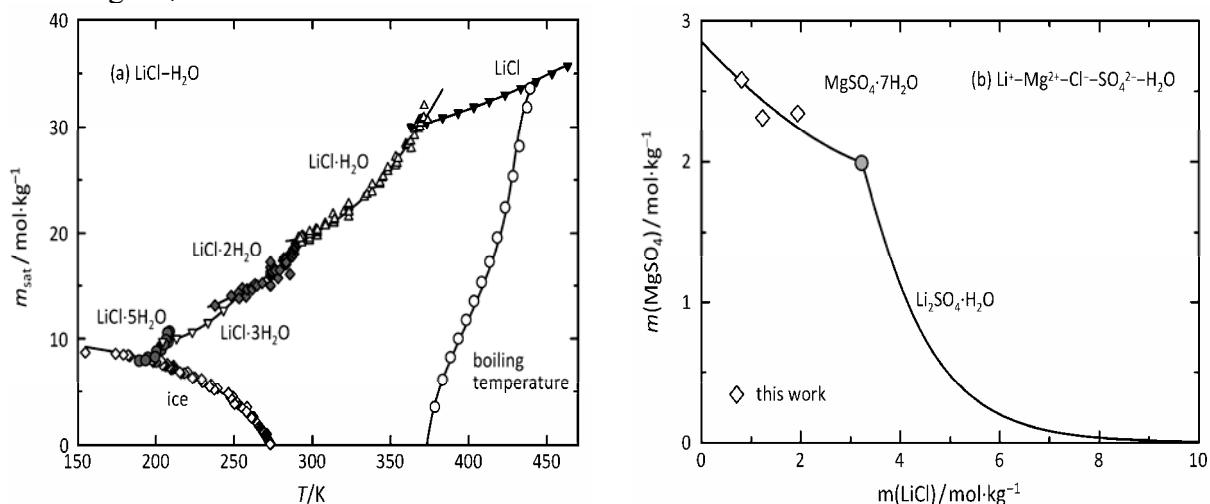 (a) LiCl–H₂O
LiCl
LiCl·H₂O
LiCl·2H₂O
LiCl·5H₂O
LiCl·3H₂O
ice
boiling
temperature
40
30
20
10
0
150 200 250 300 350 400 450
T/K
mₛₐₜ / mol·kg⁻¹
MgSO₄·7H₂O
(b) Li⁺–Mg²⁺–Cl⁻–SO₄²⁻–H₂O
Li₂SO₄·H₂O
this work
3
2
1
0
0 2 4 6 8 10
m(LiCl) / mol·kg⁻¹
m(MgSO₄) / mol·kg⁻¹